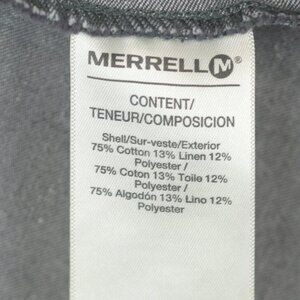 MERRELL M
CONTENT/
TENEUR/COMPOSICION
Shell/Sur-veste/Exterior
75% Cotton 13% Linen 12%
Polyester /
75% Coton 13% Toile 12%
Polyester /
75% Algodón 13% Lino 12%
Polyester